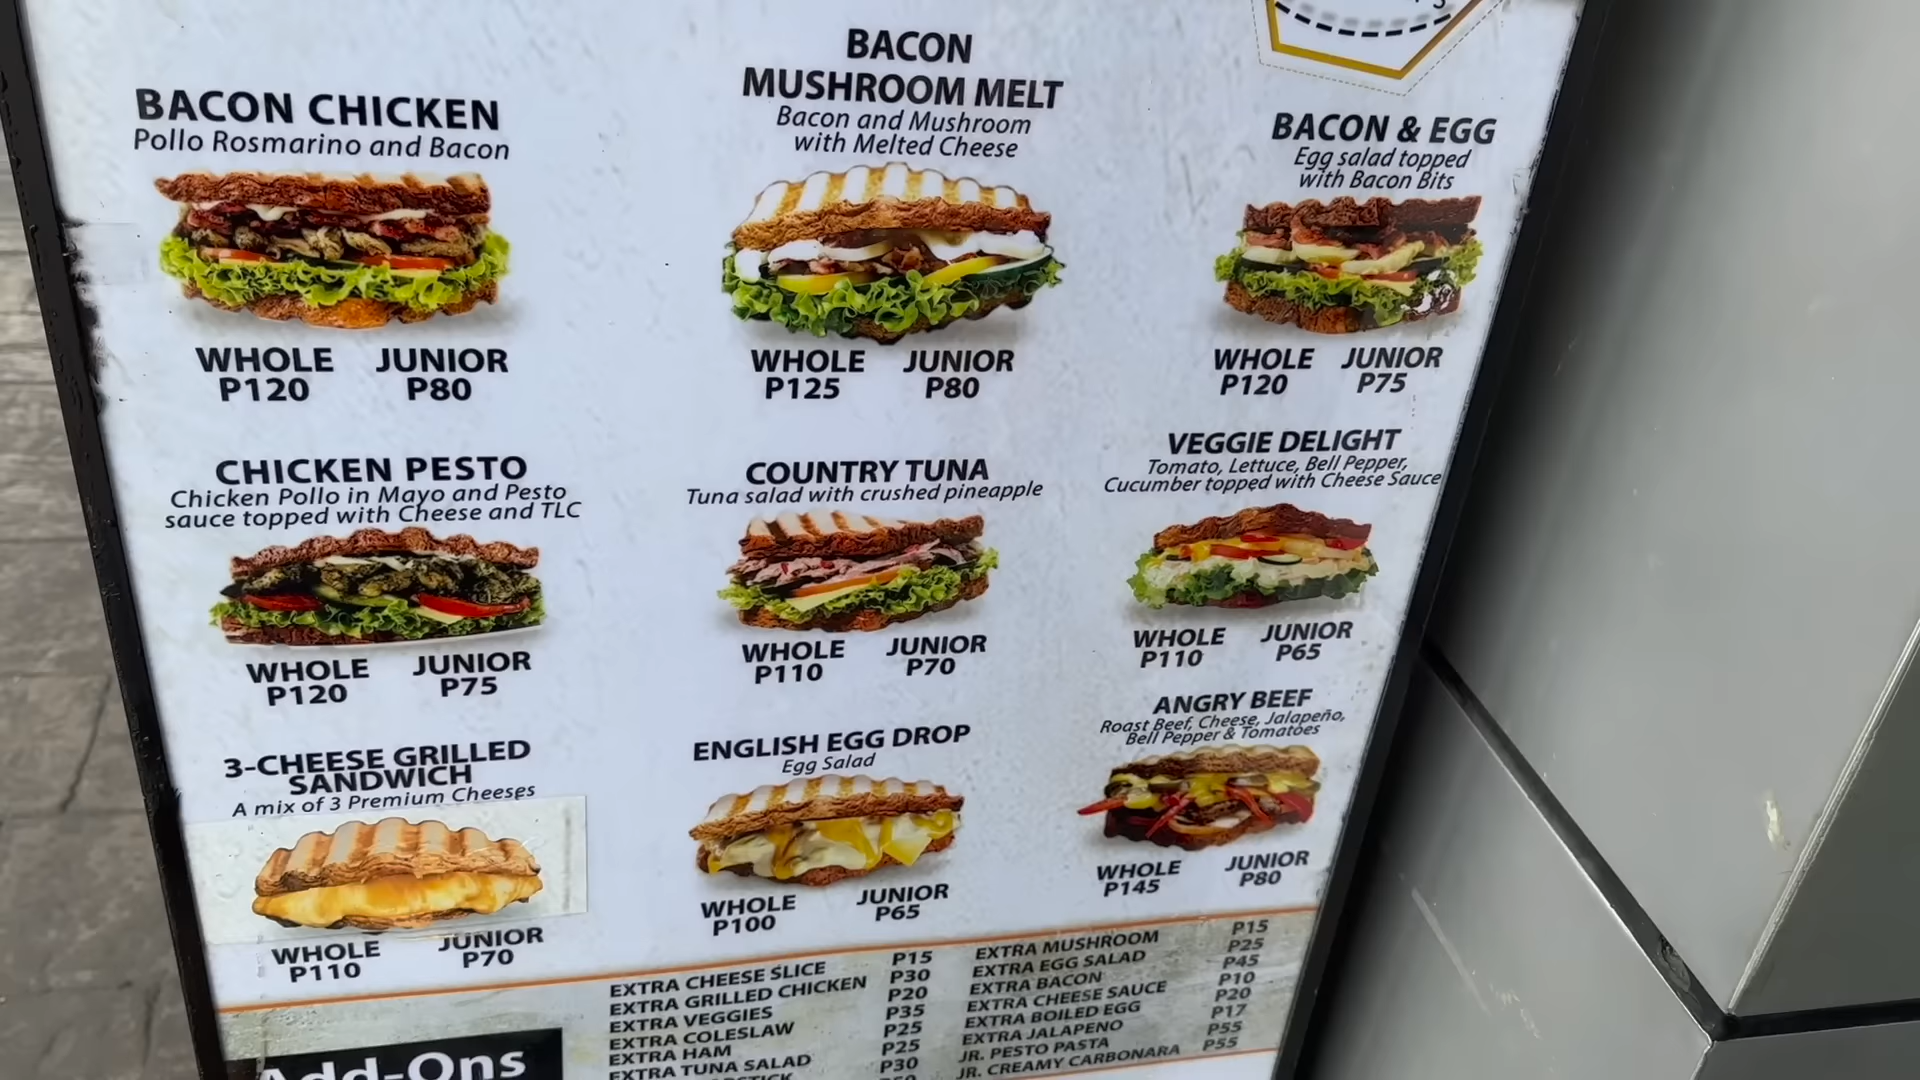 BACON CHICKEN
Pollo Rosmarino and Bacon
WHOLE JUNIOR
P120 P80
BACON
MUSHROOM MELT
Bacon and Mushroom
with Melted Cheese
WHOLE JUNIOR
P125 P80
BACON & EGG
Egg salad topped
with Bacon Bits
WHOLE JUNIOR
P120 P75
CHICKEN PESTO
Chicken Pollo in Mayo and Pesto
sauce topped with Cheese and TLC
WHOLE JUNIOR
P120 P75
COUNTRY TUNA
Tuna salad with crushed pineapple
WHOLE JUNIOR
P110 P70
VEGGIE DELIGHT
Tomato, Lettuce, Bell Pepper,
Cucumber topped with Cheese Sauce
WHOLE JUNIOR
P110 P65
3-CHEESE GRILLED
SANDWICH
A mix of 3 Premium Cheeses
WHOLE JUNIOR
P110 P70
ENGLISH EGG DROP
Egg Salad
WHOLE JUNIOR
P100 P65
ANGRY BEEF
Roast Beef, Cheese, Jalapeño,
Bell Pepper & Tomatoes
WHOLE JUNIOR
P145 P80
Add-Ons
EXTRA CHEESE SLICE P15
EXTRA GRILLED CHICKEN P30
EXTRA VEGGIES P20
EXTRA COLESLAW P35
EXTRA HAM P25
EXTRA TUNA SALAD P25
P30
EXTRA MUSHROOM P15
EXTRA EGG SALAD P25
EXTRA BACON P45
EXTRA CHEESE SAUCE P10
EXTRA BOILED EGG P20
EXTRA JALAPENO P17
JR. PESTO PASTA P55
JR. CREAMY CARBONARA P55